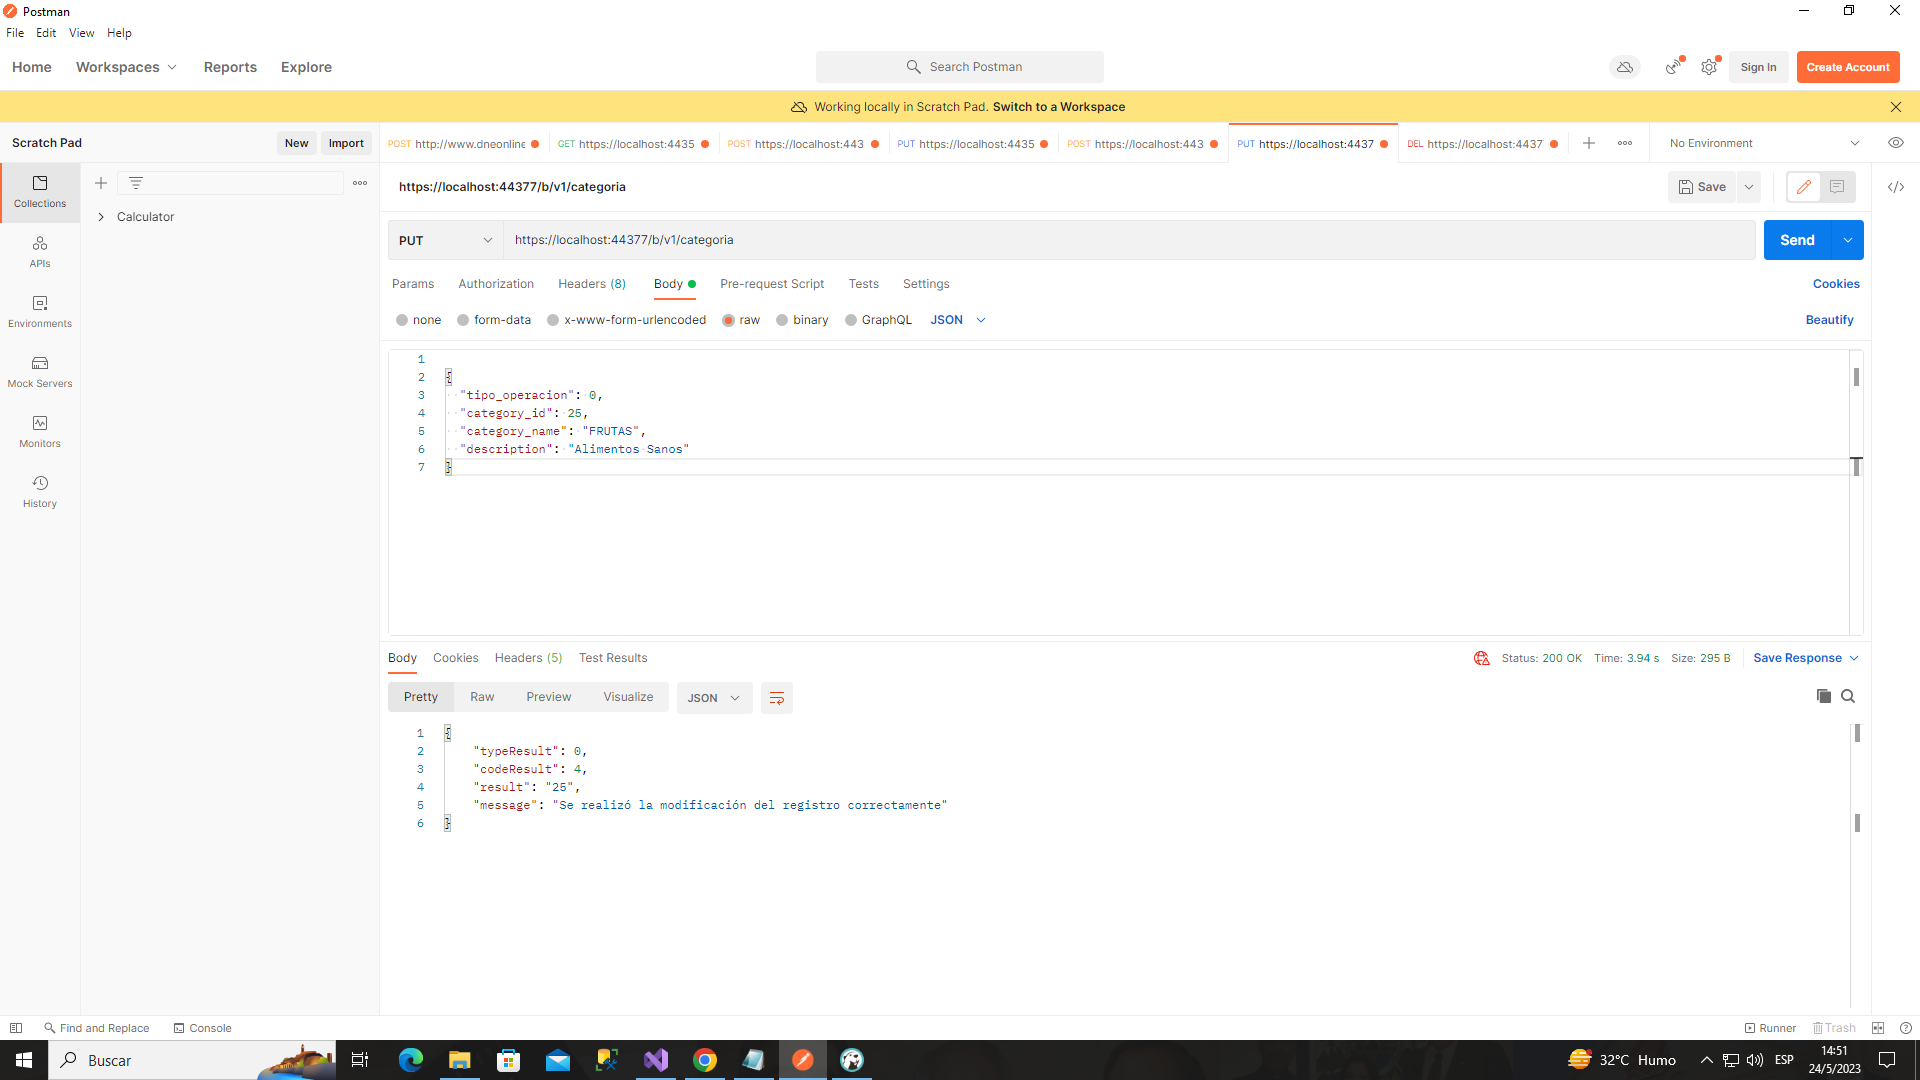 Postman
File Edit View Help
Home Workspaces Reports Explore
Search Postman
Sign In
Create Account
Working locally in Scratch Pad. Switch to a Workspace
Scratch Pad
New
Import
POST http://www.dneonline
GET https://localhost:4435
POST https://localhost:443
PUT https://localhost:4435
POST https://localhost:443
PUT https://localhost:4437
DEL https://localhost:4437
No Environment
Collections
APIs
Environments
Mock Servers
Monitors
History
Calculator
https://localhost:44377/b/v1/categoria
Save
PUT
https://localhost:44377/b/v1/categoria
Send
Params Authorization Headers (8) Body Pre-request Script Tests Settings
Cookies
none form-data x-www-form-urlencoded raw binary GraphQL JSON
Beautify
1
2 {
3 "tipo_operacion": 0,
4 "category_id": 25,
5 "category_name": "FRUTAS",
6 "description": "Alimentos Sanos"
7 }
Body Cookies Headers (5) Test Results
Status: 200 OK Time: 3.94 s Size: 295 B
Save Response
Pretty Raw Preview Visualize JSON
1 {
2 "typeResult": 0,
3 "codeResult": 4,
4 "result": "25",
5 "message": "Se realizó la modificación del registro correctamente"
6 }
Find and Replace Console
Runner Trash
Buscar
32°C Humo
ESP
14:51
24/5/2023